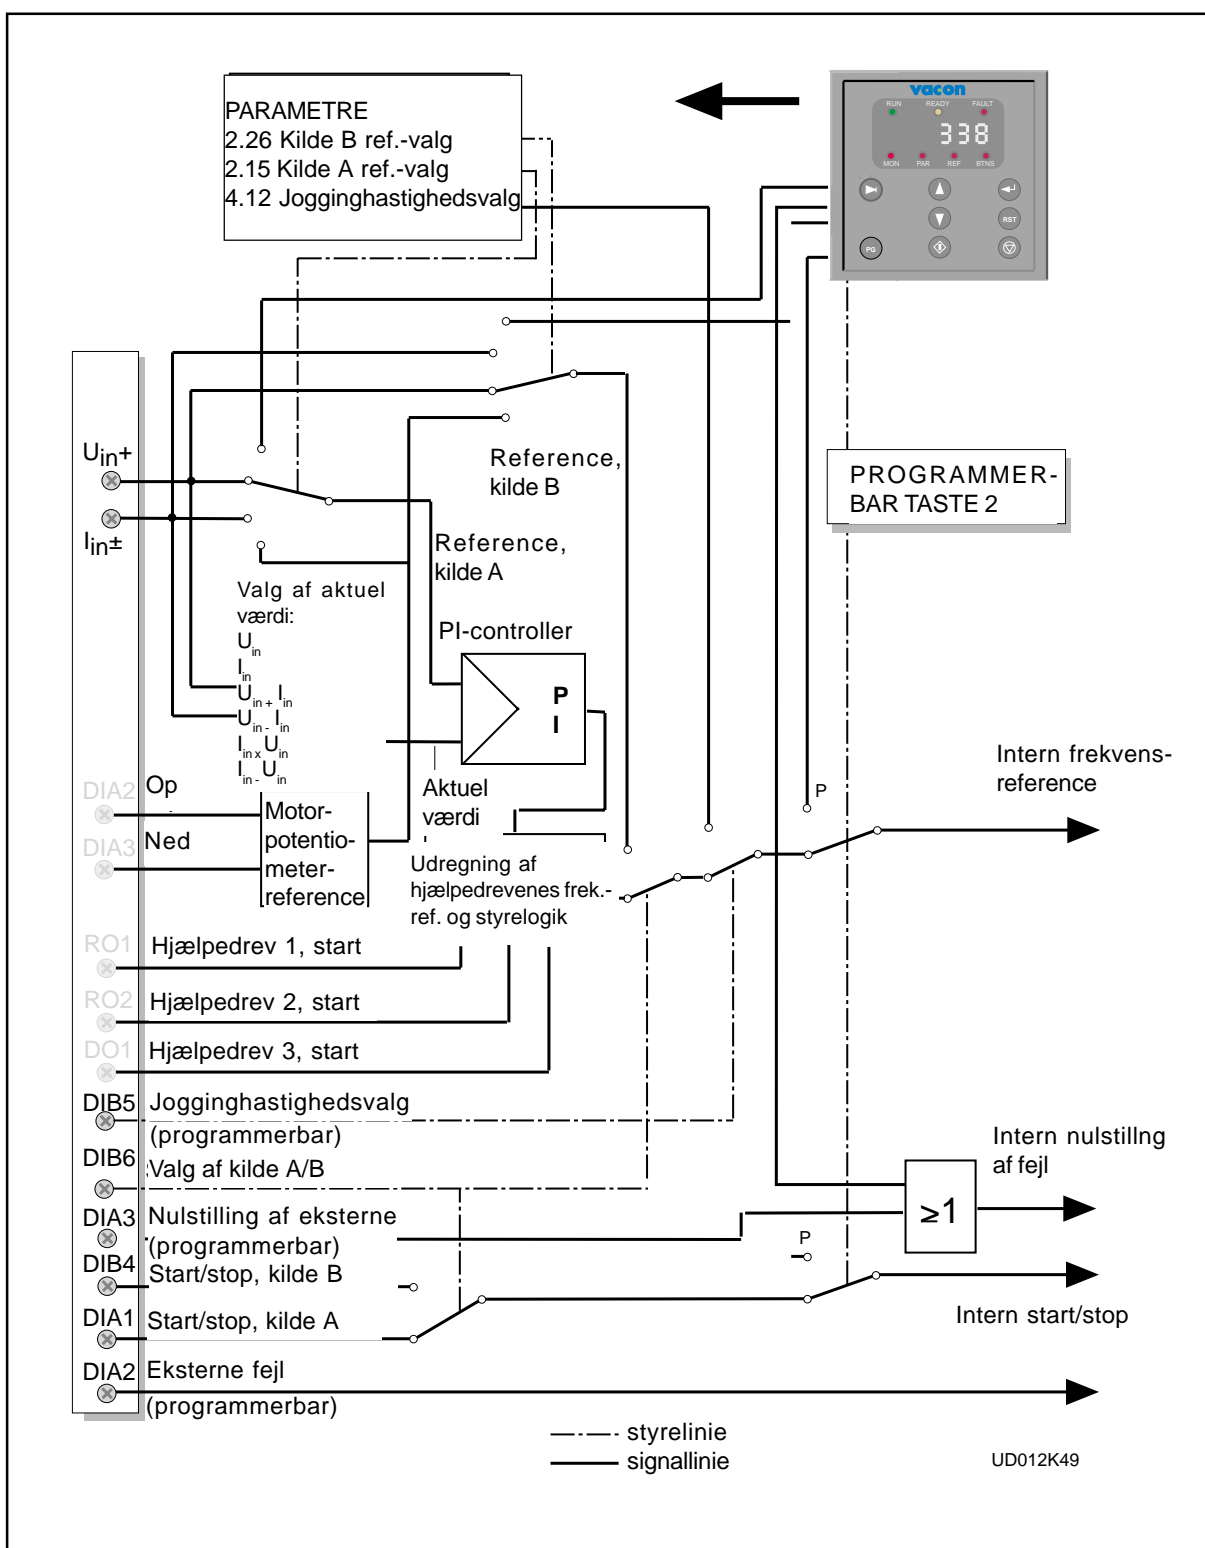 PARAMETRE
2.26 Kilde B ref.-valg
2.15 Kilde A ref.-valg
4.12 Jogginghastighedsvalg
vacon
RUN READY FAULT
338
MON PAR REF BTNS
RST
PG
Uin+
Iin±
Reference,
kilde B
PROGRAMMER-
BAR TASTE 2
Reference,
kilde A
Valg af aktuel
værdi:
Uin
Iin
Uin + Iin
Uin - Iin
Iin x Uin
Iin - Uin
PI-controller
P
I
Aktuel
værdi
Intern frekvens-
reference
P
DIA2 Op
DIA3 Ned
Motor-
potentio-
meter-
reference
Udregning af
hjælpedrevenes frek.-
ref. og styrelogik
RO1 Hjælpedrev 1, start
RO2 Hjælpedrev 2, start
DO1 Hjælpedrev 3, start
DIB5 Jogginghastighedsvalg
(programmerbar)
DIB6 Valg af kilde A/B
Intern nulstillng
af fejl
≥1
DIA3 Nulstilling af eksterne
(programmerbar)
P
DIB4 Start/stop, kilde B
DIA1 Start/stop, kilde A
Intern start/stop
DIA2 Eksterne fejl
(programmerbar)
styrelinie
signallinie
UD012K49